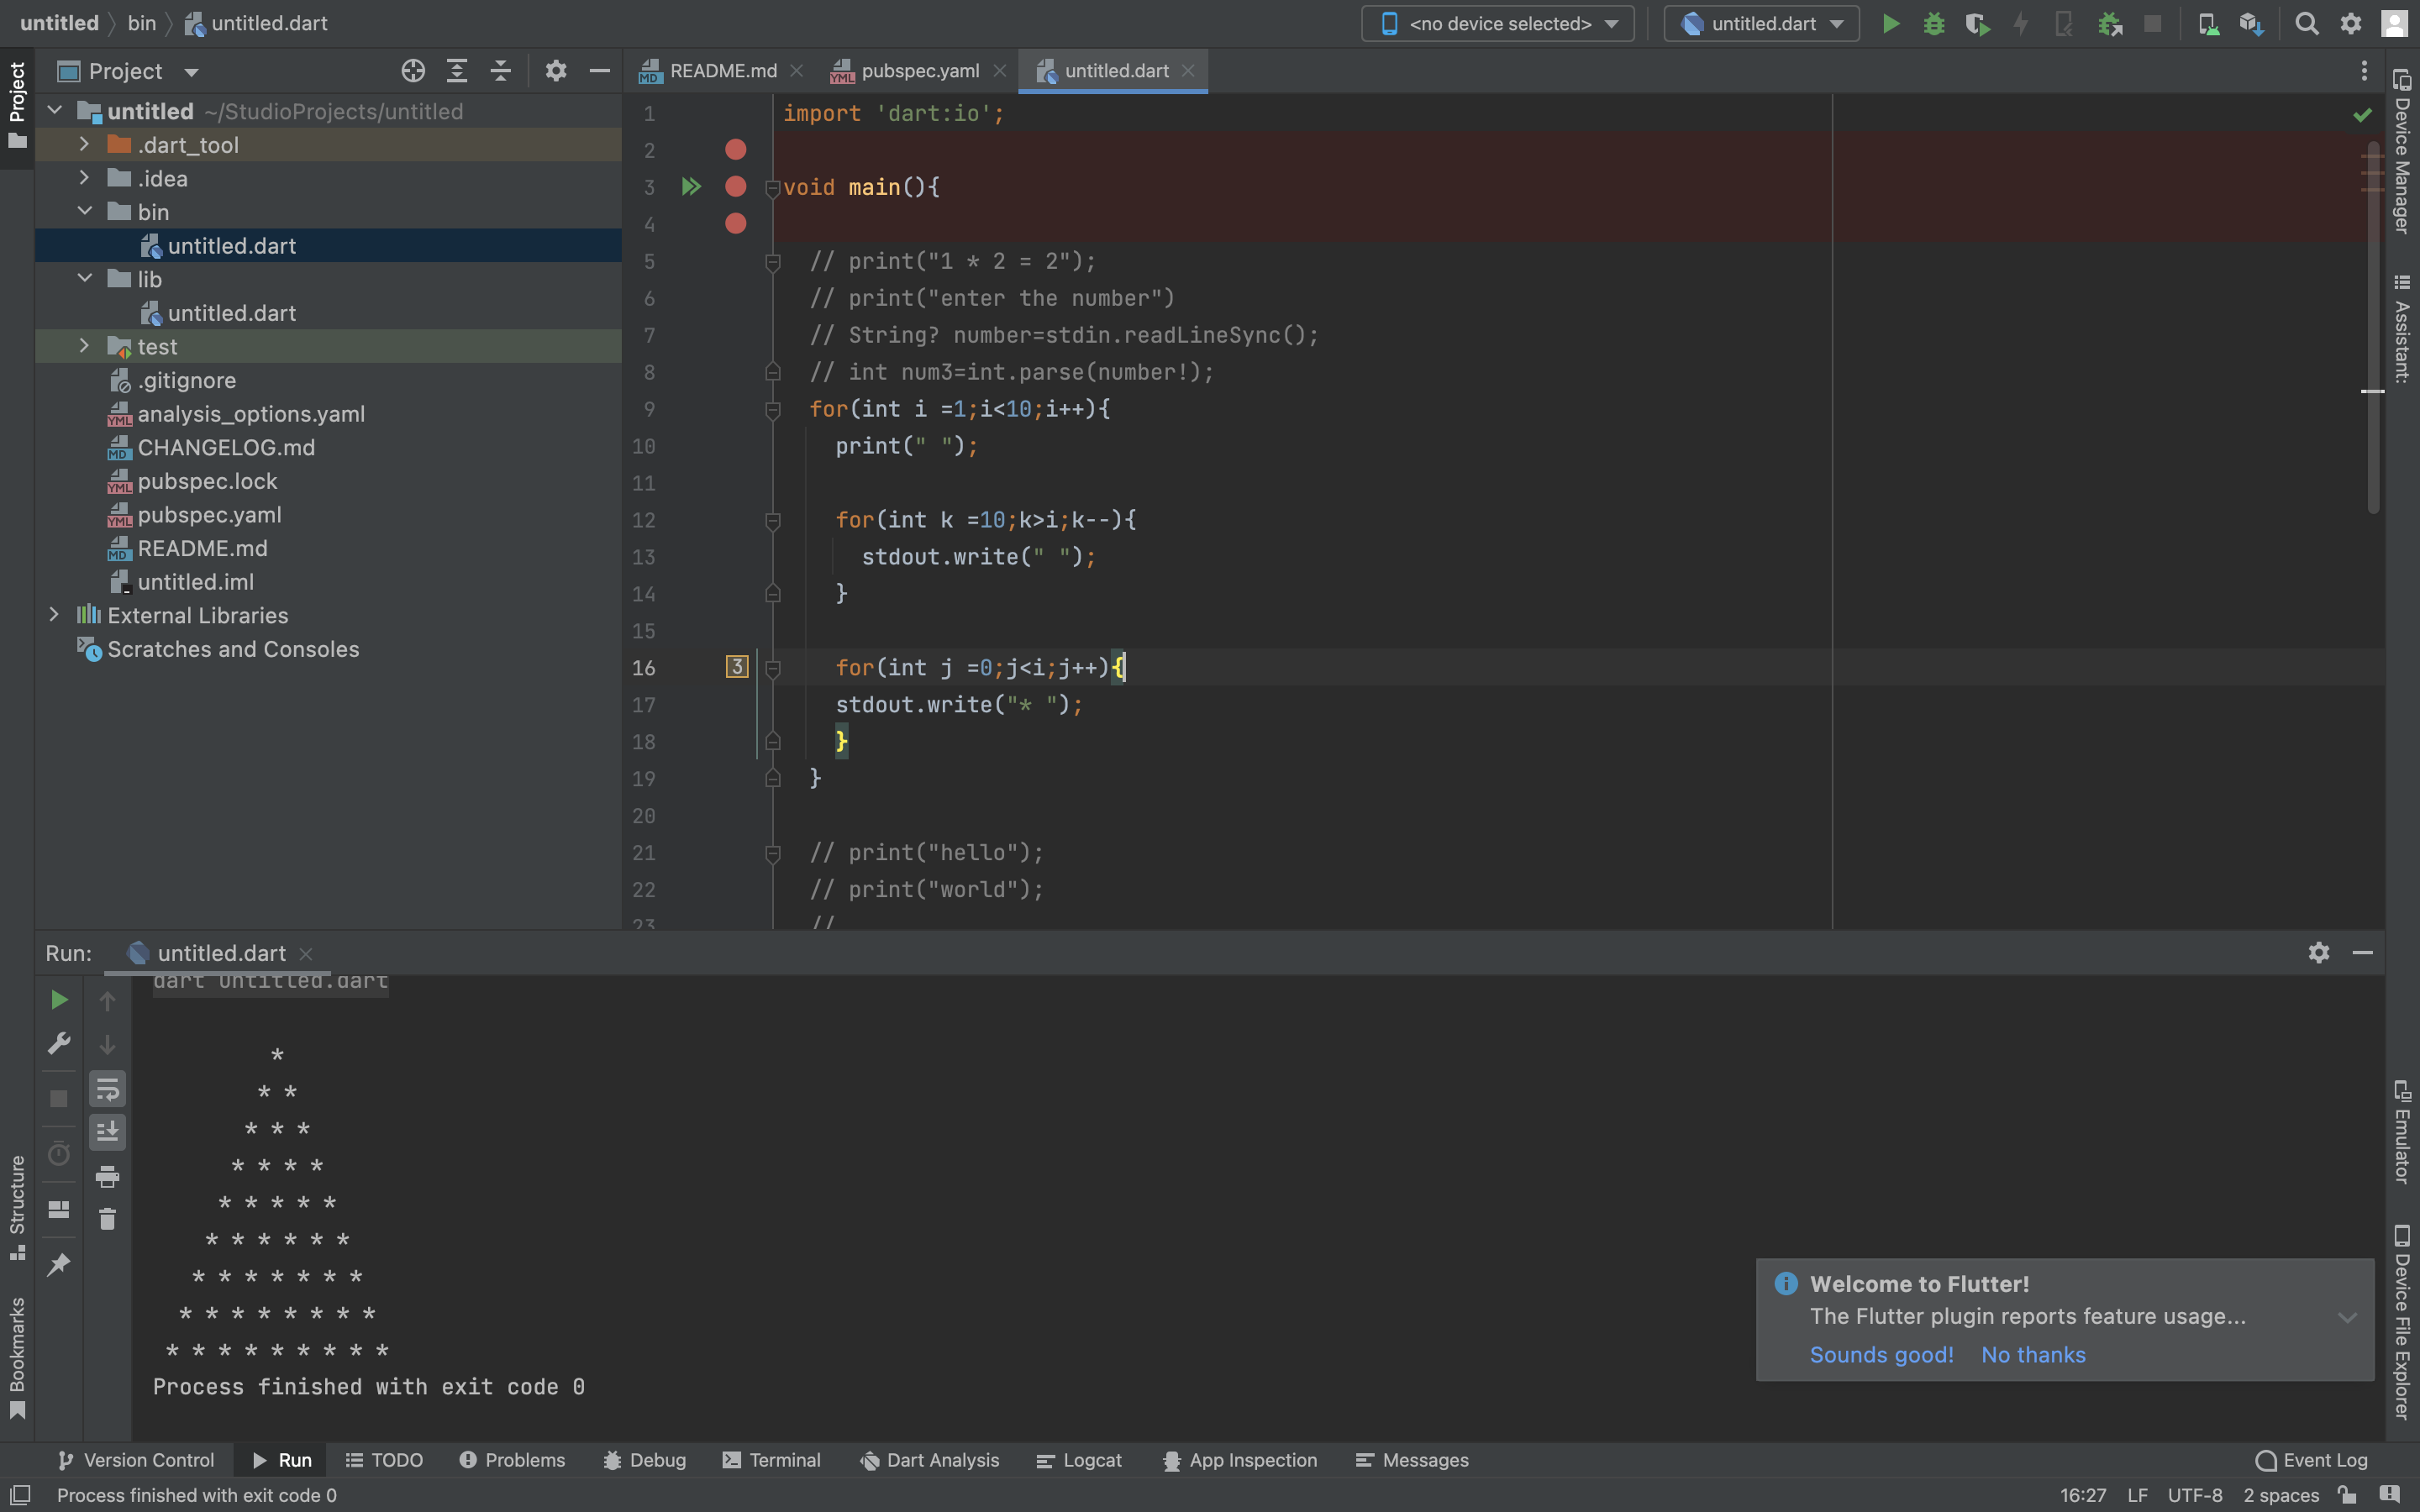 untitled bin untitled.dart
<no device selected> untitled.dart
Project
Project
untitled ~/StudioProjects/untitled
.dart_tool
.idea
bin
untitled.dart
lib
untitled.dart
test
.gitignore
analysis_options.yaml
CHANGELOG.md
pubspec.lock
pubspec.yaml
README.md
untitled.iml
External Libraries
Scratches and Consoles
README.md pubspec.yaml untitled.dart
1 import 'dart:io';
2
3 void main(){
4
5 // print("1 * 2 = 2");
6 // print("enter the number")
7 // String? number=stdin.readLineSync();
8 // int num3=int.parse(number!);
9 for(int i =1;i<10;i++){
10 print(" ");
11
12 for(int k =10;k>i;k--){
13 stdout.write(" ");
14 }
15
16 3 for(int j =0;j<i;j++){
17 stdout.write("* ");
18 }
19 }
20
21 // print("hello");
22 // print("world");
23 //
Device Manager
Assistant:
Emulator
Device File Explorer
Structure
Bookmarks
Run: untitled.dart
dart untitled.dart
*
* *
* * *
* * * *
* * * * *
* * * * * *
* * * * * * *
* * * * * * * *
* * * * * * * * *
Process finished with exit code 0
Welcome to Flutter!
The Flutter plugin reports feature usage...
Sounds good! No thanks
Version Control Run TODO Problems Debug Terminal Dart Analysis Logcat App Inspection Messages Event Log
Process finished with exit code 0 16:27 LF UTF-8 2 spaces